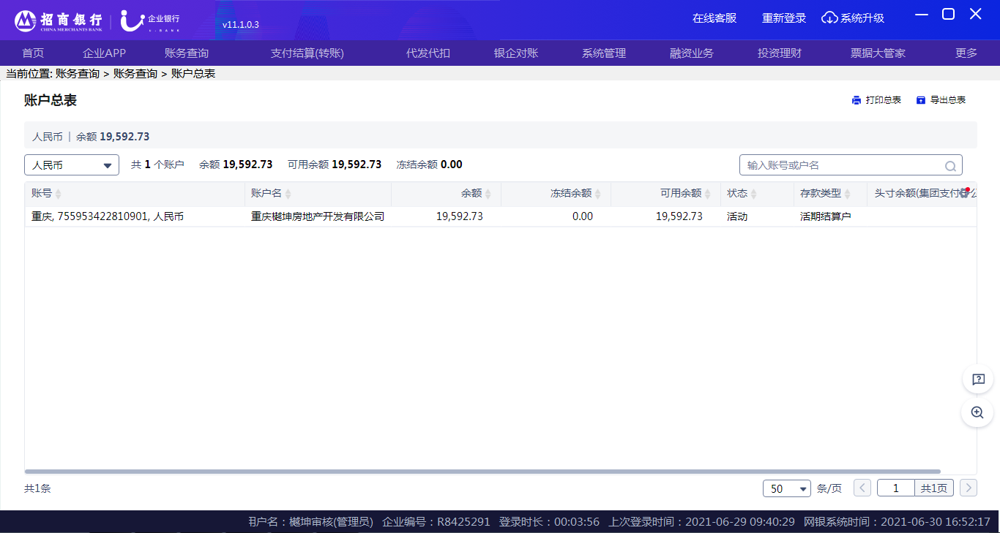 招商银行 企业银行 v11.1.0.3 在线客服 重新登录 系统升级
CHINA MERCHANTS BANK U-BANK
首页 企业APP 账务查询 支付结算(转账) 代发代扣 银企对账 系统管理 融资业务 投资理财 票据大管家 更多
当前位置: 账务查询 > 账务查询 > 账户总表
账户总表 打印总表 导出总表
人民币 | 余额 19,592.73
人民币 共 1 个账户 余额 19,592.73 可用余额 19,592.73 冻结余额 0.00 输入账号或户名
账号 账户名 余额 冻结余额 可用余额 状态 存款类型 头寸余额(集团支付
重庆, 755953422810901, 人民币 重庆樾坤房地产开发有限公司 19,592.73 0.00 19,592.73 活动 活期结算户
共1条 50 条/页 1 共1页
用户名：樾坤审核(管理员) 企业编号：R8425291 登录时长：00:03:56 上次登录时间：2021-06-29 09:40:29 网银系统时间：2021-06-30 16:52:17